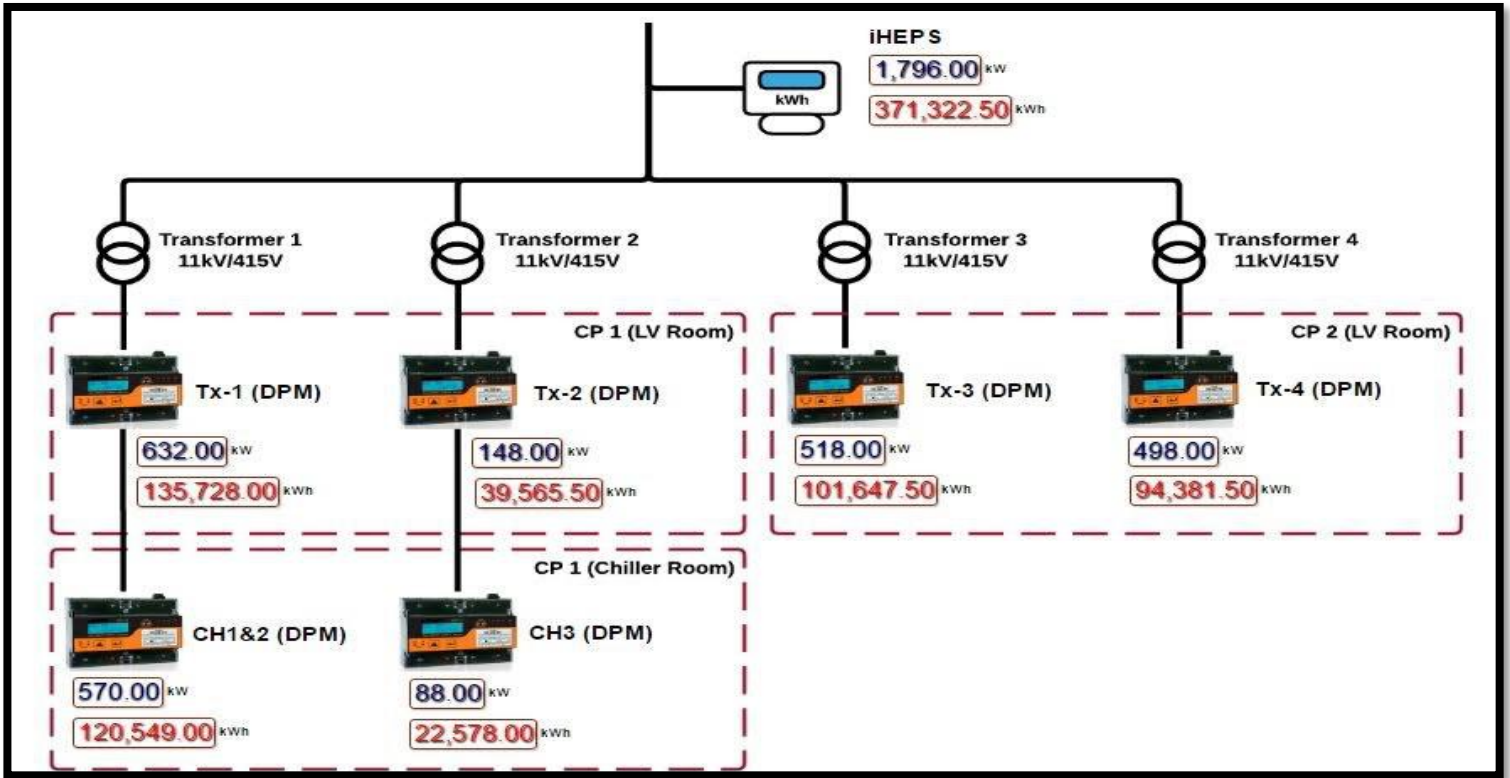 iHEPS
1,796.00 kW
kWh
371,322.50 kWh
Transformer 1
11kV/415V
Transformer 2
11kV/415V
Transformer 3
11kV/415V
Transformer 4
11kV/415V
CP 1 (LV Room)
CP 2 (LV Room)
Tx-1 (DPM)
Tx-2 (DPM)
Tx-3 (DPM)
Tx-4 (DPM)
632.00 kW
148.00 kW
518.00 kW
498.00 kW
135,728.00 kWh
39,565.50 kWh
101,647.50 kWh
94,381.50 kWh
CP 1 (Chiller Room)
CH1&2 (DPM)
CH3 (DPM)
570.00 kW
88.00 kW
120,549.00 kWh
22,578.00 kWh